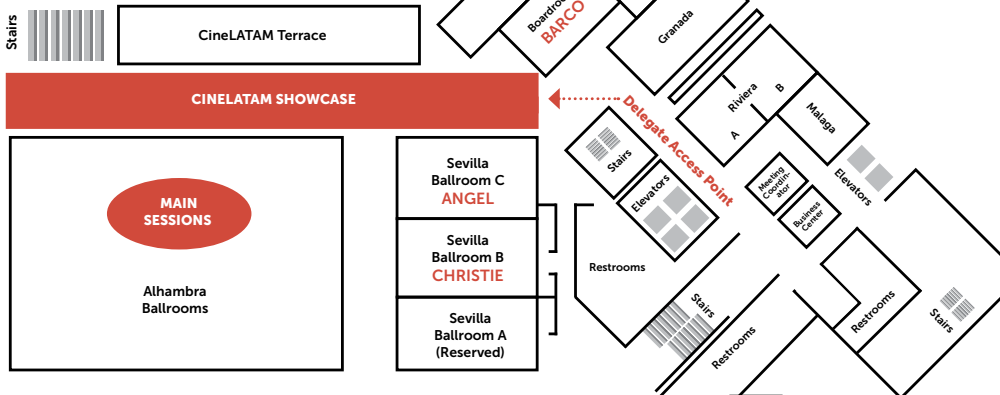 Stairs
CineLATAM Terrace
BARCO
Granada
CINELATAM SHOWCASE
Delegate Access Point
Riviera
A
B
Malaga
Stairs
Elevators
Elevators
Meeting
Coordin-
ator
Business
Center
Sevilla
Ballroom C
ANGEL
MAIN
SESSIONS
Sevilla
Ballroom B
CHRISTIE
Restrooms
Alhambra
Ballrooms
Sevilla
Ballroom A
(Reserved)
Stairs
Restrooms
Restrooms
Stairs